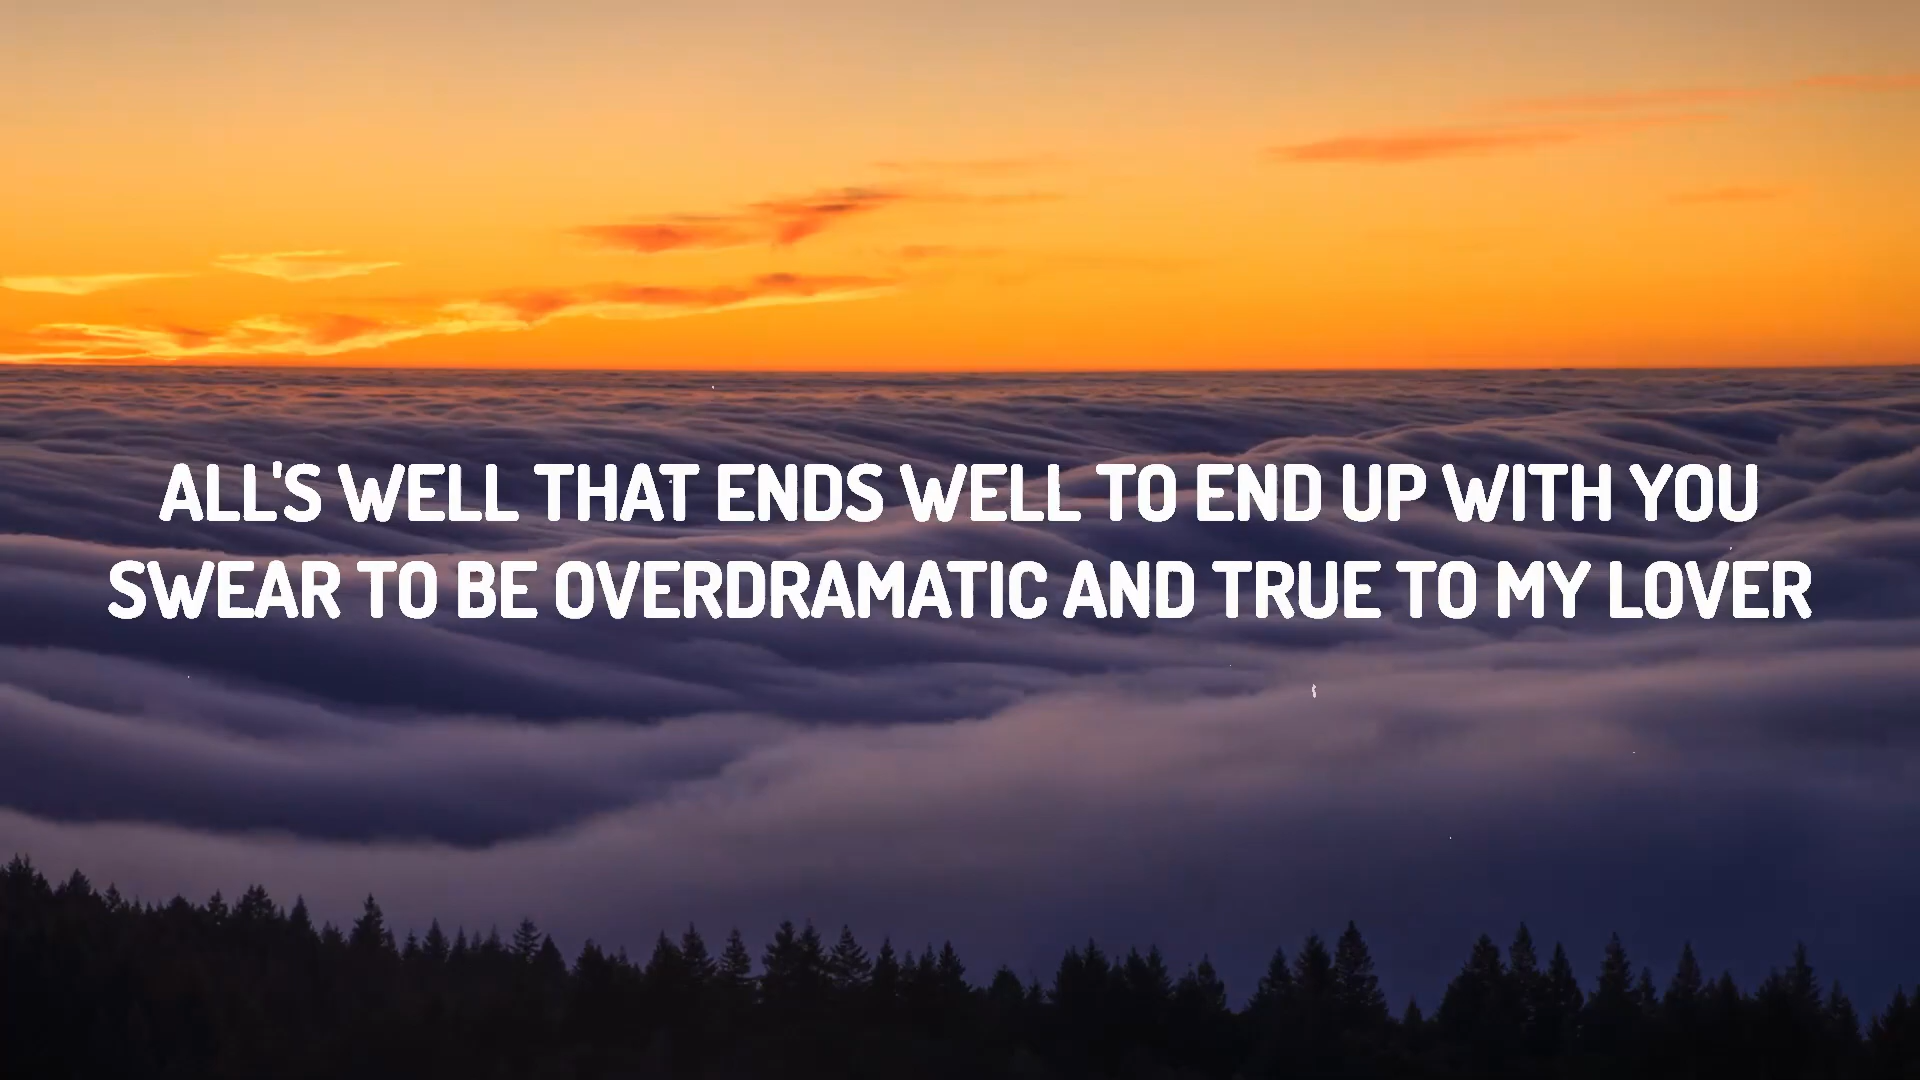 ALL'S WELL THAT ENDS WELL TO END UP WITH YOU
SWEAR TO BE OVERDRAMATIC AND TRUE TO MY LOVER